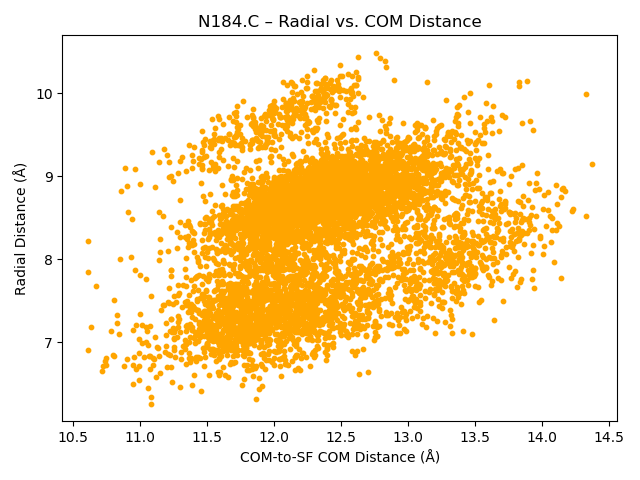 N184.C – Radial vs. COM Distance
Radial Distance (Å)
10
9
8
7
10.5 11.0 11.5 12.0 12.5 13.0 13.5 14.0 14.5
COM-to-SF COM Distance (Å)